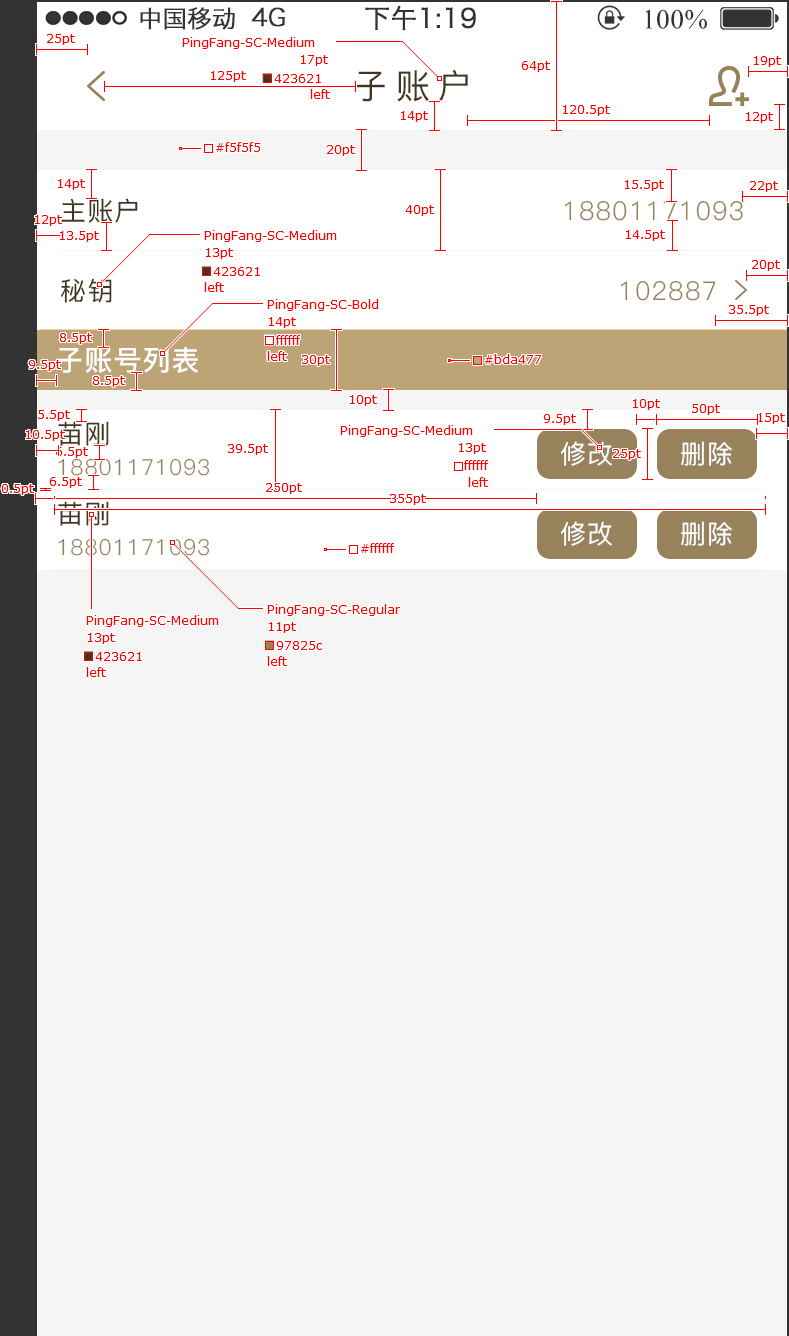 中国移动 4G 下午1:19 100%
25pt
PingFang-SC-Medium
17pt
64pt
19pt
125pt
423621
left
子 账 户
14pt
120.5pt
12pt
#f5f5f5
20pt
14pt
15.5pt
22pt
主账户
18801171093
12pt
40pt
13.5pt
14.5pt
PingFang-SC-Medium
13pt
423621
left
20pt
秘钥
102887
PingFang-SC-Bold
14pt
35.5pt
8.5pt
ffffff
left
子账号列表
9.5pt
30pt
#bda477
8.5pt
10pt
5.5pt
10pt
50pt
15pt
9.5pt
苗刚
10.5pt
PingFang-SC-Medium
39.5pt
13pt
修改
删除
25pt
6.5pt
18801171093
ffffff
left
6.5pt
0.5pt
250pt
355pt
苗刚
修改
删除
18801171093
#ffffff
PingFang-SC-Regular
11pt
97825c
left
PingFang-SC-Medium
13pt
423621
left